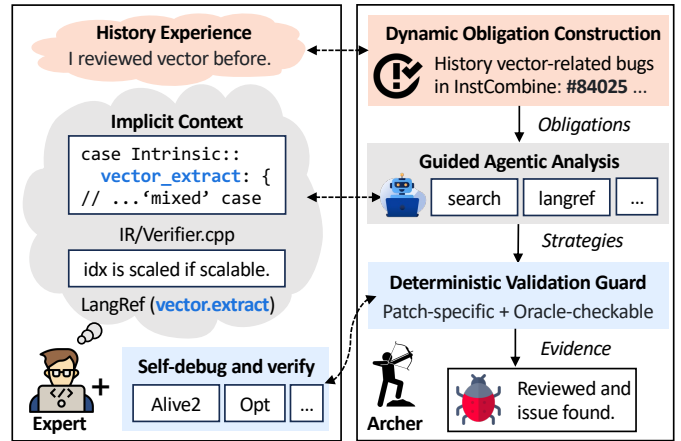 History Experience
I reviewed vector before.
Implicit Context
case Intrinsic::
vector_extract: {
// ...‘mixed’ case
IR/Verifier.cpp
idx is scaled if scalable.
LangRef (vector.extract)
Expert
+
Self-debug and verify
Alive2
Opt
...
Dynamic Obligation Construction
History vector-related bugs
in InstCombine: #84025 ...
Obligations
Guided Agentic Analysis
search
langref
...
Strategies
Deterministic Validation Guard
Patch-specific + Oracle-checkable
Evidence
Archer
Reviewed and
issue found.